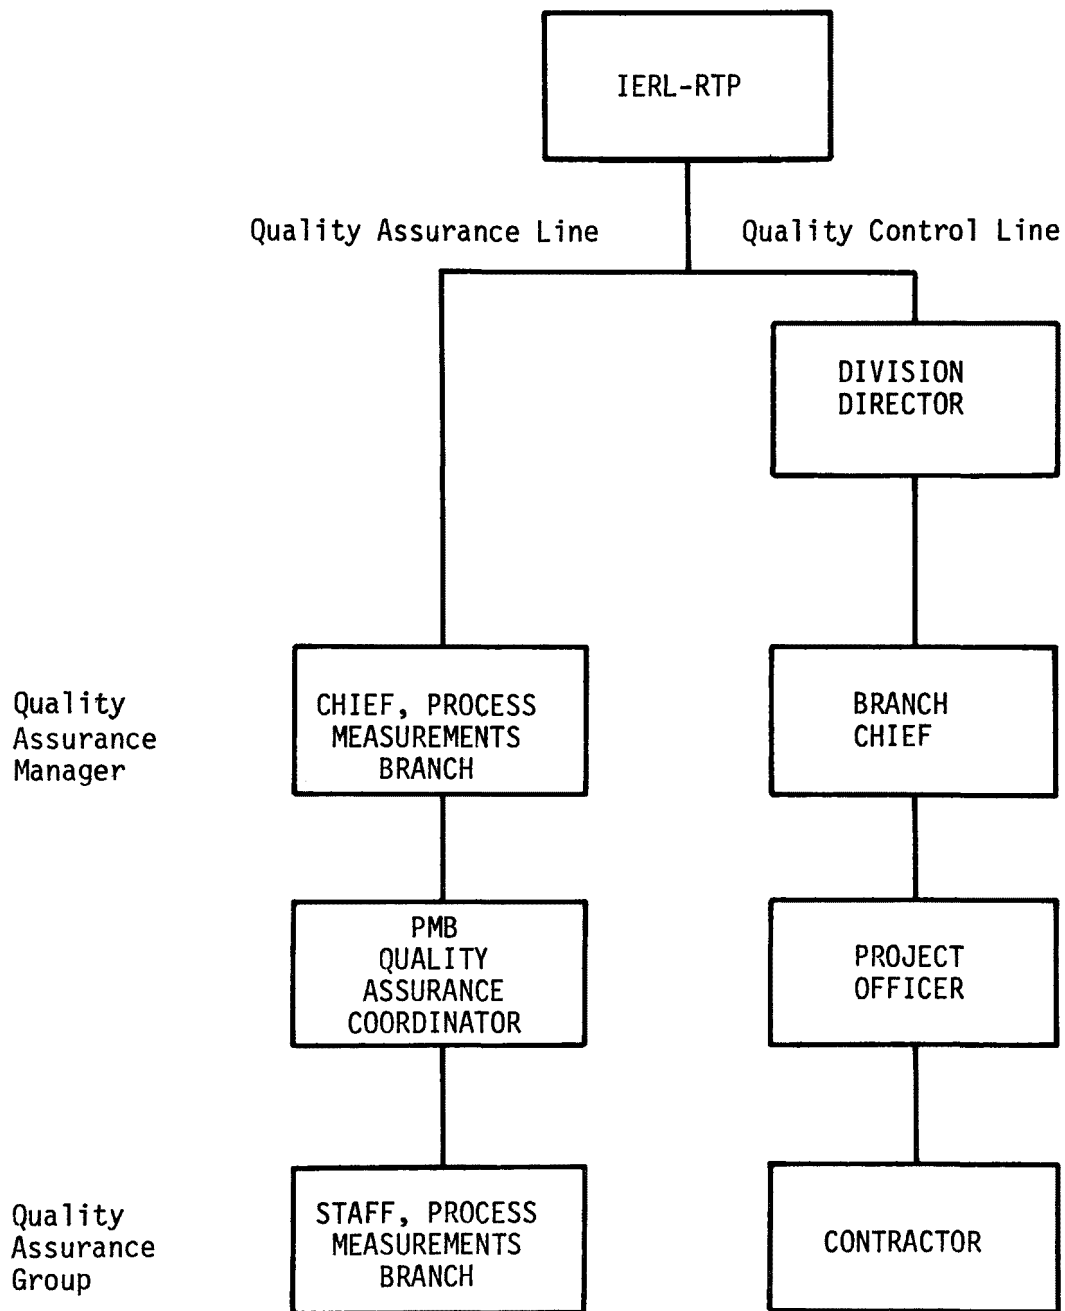 IERL-RTP
Quality Assurance Line
Quality Control Line
DIVISION
DIRECTOR
Quality
Assurance
Manager
CHIEF, PROCESS
MEASUREMENTS
BRANCH
BRANCH
CHIEF
PMB
QUALITY
ASSURANCE
COORDINATOR
PROJECT
OFFICER
Quality
Assurance
Group
STAFF, PROCESS
MEASUREMENTS
BRANCH
CONTRACTOR